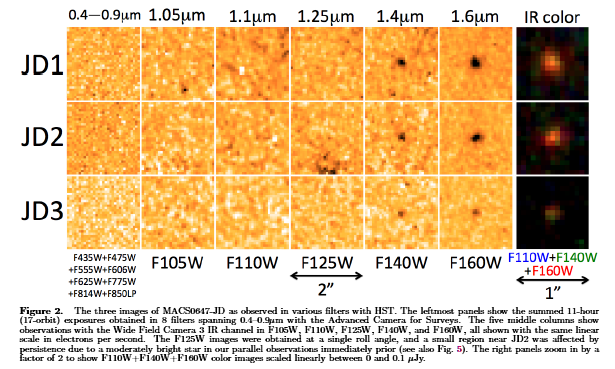 0.4—0.9μm 1.05μm 1.1μm 1.25μm 1.4μm 1.6μm IR color
JD1
JD2
JD3
F435W+F475W
+F555W+F606W
+F625W+F775W
+F814W+F850LP
F105W F110W F125W F140W F160W
2”
F110W+F140W
+F160W
1”
Figure 2. The three images of MACS0647-JD as observed in various filters with HST. The leftmost panels show the summed 11-hour
(17-orbit) exposures obtained in 8 filters spanning 0.4-0.9μm with the Advanced Camera for Surveys. The five middle columns show
observations with the Wide Field Camera 3 IR channel in F105W, F110W, F125W, F140W, and F160W, all shown with the same linear
scale in electrons per second. The F125W images were obtained at a single roll angle, and a small region near JD2 was affected by
persistence due to a moderately bright star in our parallel observations immediately prior (see also Fig. 5). The right panels zoom in by a
factor of 2 to show F110W+F140W+F160W color images scaled linearly between 0 and 0.1 μJy.